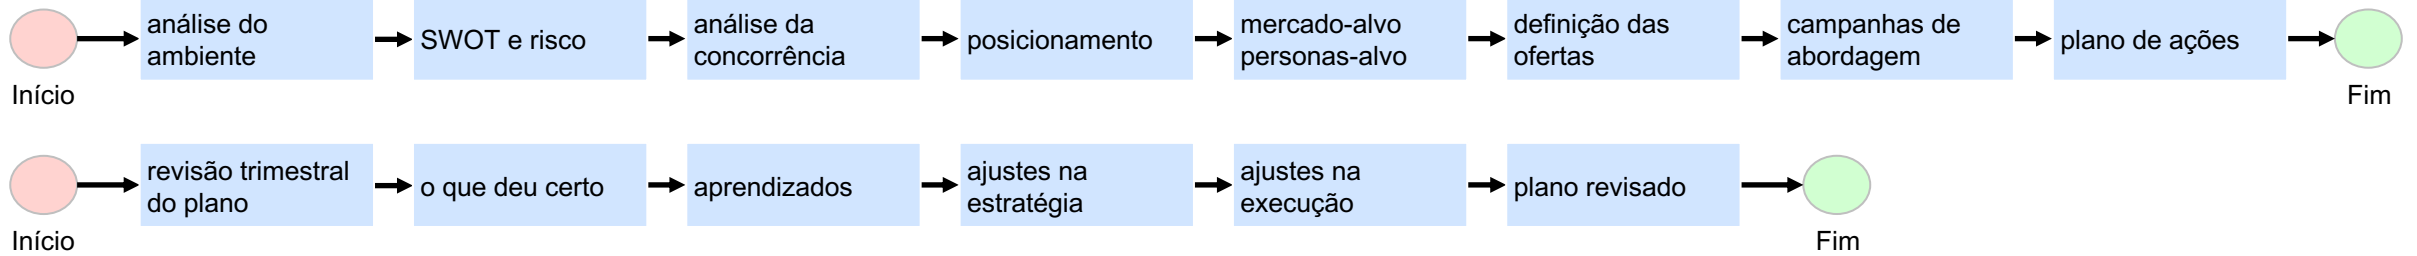 análise do
ambiente
SWOT e risco
análise da
concorrência
posicionamento
mercado-alvo
personas-alvo
definição das
ofertas
campanhas de
abordagem
plano de ações
Início
Fim
revisão trimestral
do plano
o que deu certo
aprendizados
ajustes na
estratégia
ajustes na
execução
plano revisado
Início
Fim